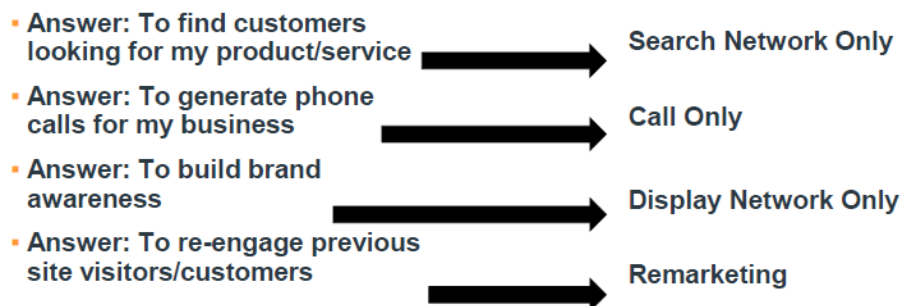 ▪ Answer: To find customers
looking for my product/service
Search Network Only
▪ Answer: To generate phone
calls for my business
Call Only
▪ Answer: To build brand
awareness
Display Network Only
▪ Answer: To re-engage previous
site visitors/customers
Remarketing